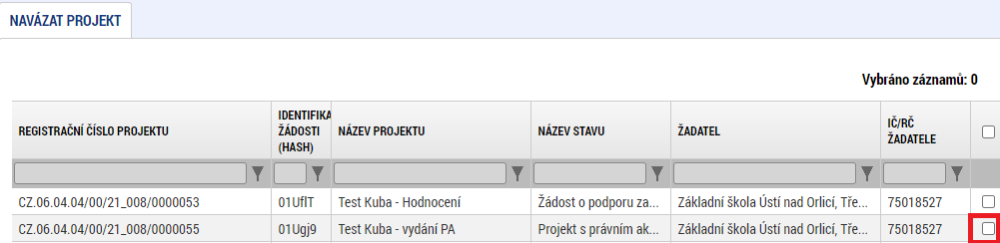 NAVÁZAT PROJEKT
Vybráno záznamů: 0
REGISTRAČNÍ ČÍSLO PROJEKTU IDENTIFIKA ŽÁDOSTI (HASH) NÁZEV PROJEKTU NÁZEV STAVU ŽADATEL IČ/RČ ŽADATELE
CZ.06.04.04/00/21_008/0000053 01UflT Test Kuba - Hodnocení Žádost o podporu za... Základní škola Ústí nad Orlicí, Tře... 75018527
CZ.06.04.04/00/21_008/0000055 01Ugj9 Test Kuba - vydání PA Projekt s právním ak... Základní škola Ústí nad Orlicí, Tře... 75018527